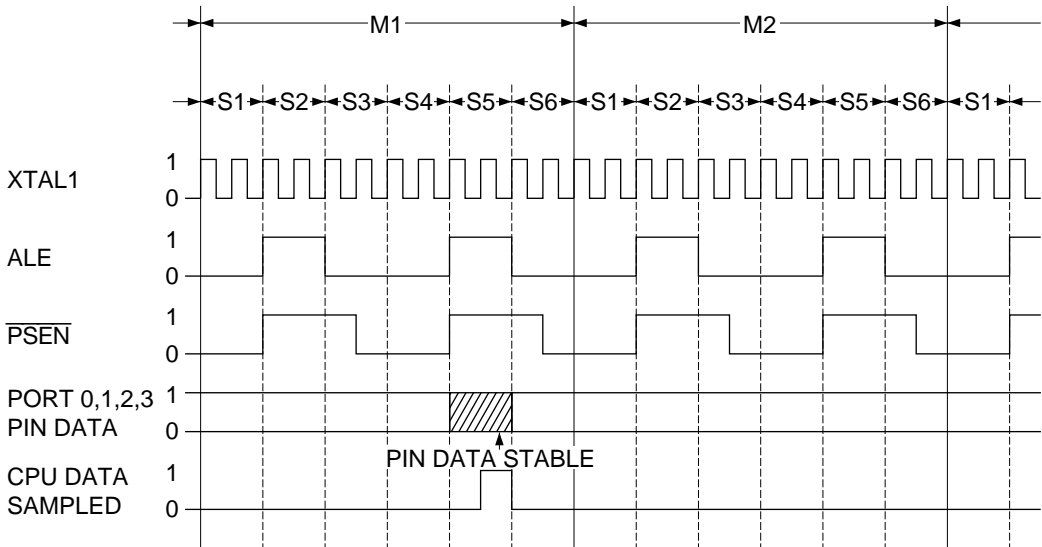 M1 M2
S1 S2 S3 S4 S5 S6 S1 S2 S3 S4 S5 S6 S1
XTAL1 1
0
ALE 1
0
PSEN 1
0
PORT 0,1,2,3 1
PIN DATA 0
PIN DATA STABLE
CPU DATA 1
SAMPLED 0